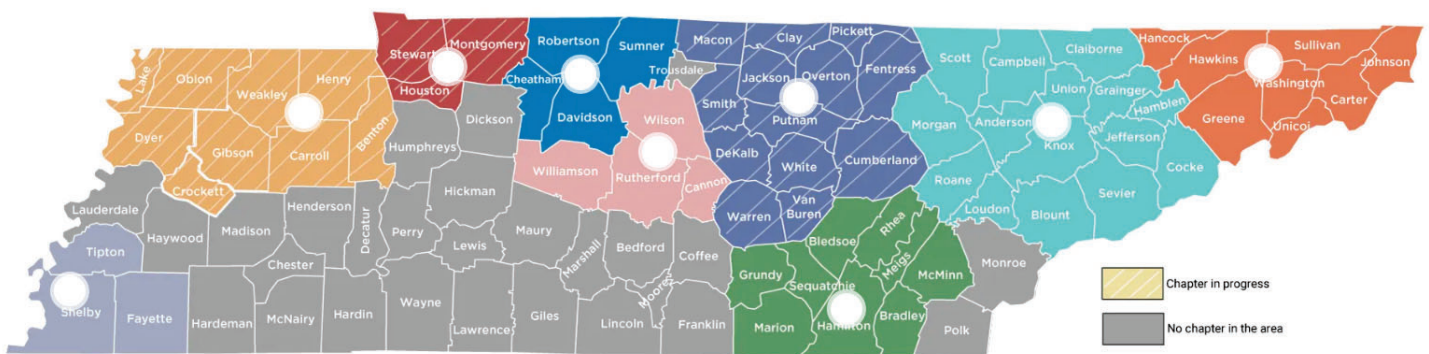 Lake
Obion
Weakley
Henry
Dyer
Gibson
Carroll
Benton
Crockett
Stewart
Montgomery
Houston
Robertson
Sumner
Cheatham
Davidson
Trousdale
Wilson
Williamson
Rutherford
Cannon
Macon
Clay
Pickett
Jackson
Overton
Fentress
Smith
Putnam
DeKalb
White
Cumberland
Warren
Van
Buren
Scott
Campbell
Claiborne
Union
Grainger
Hamblen
Morgan
Anderson
Knox
Jefferson
Cocke
Roane
Loudon
Blount
Sevier
Hancock
Hawkins
Sullivan
Johnson
Washington
Carter
Greene
Unicoi
Dickson
Humphreys
Hickman
Lauderdale
Tipton
Haywood
Madison
Henderson
Decatur
Perry
Lewis
Maury
Marshall
Bedford
Coffee
Moore
Chester
Shelby
Fayette
Hardeman
McNairy
Hardin
Wayne
Lawrence
Giles
Lincoln
Franklin
Grundy
Bledsoe
Rhea
Meigs
McMinn
Sequatchie
Marion
Hamilton
Bradley
Monroe
Polk
Chapter in progress
No chapter in the area